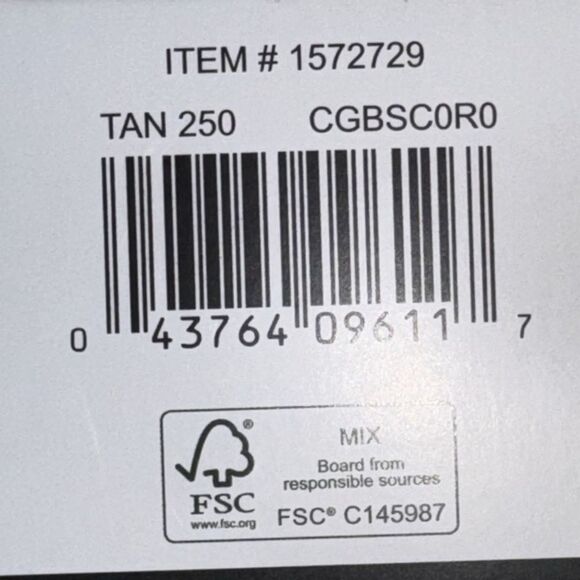 ITEM # 1572729
TAN 250 CGBSC0R0
0 43764 09611 7
MIX
Board from
responsible sources
FSC® C145987
®
FSC
www.fsc.org